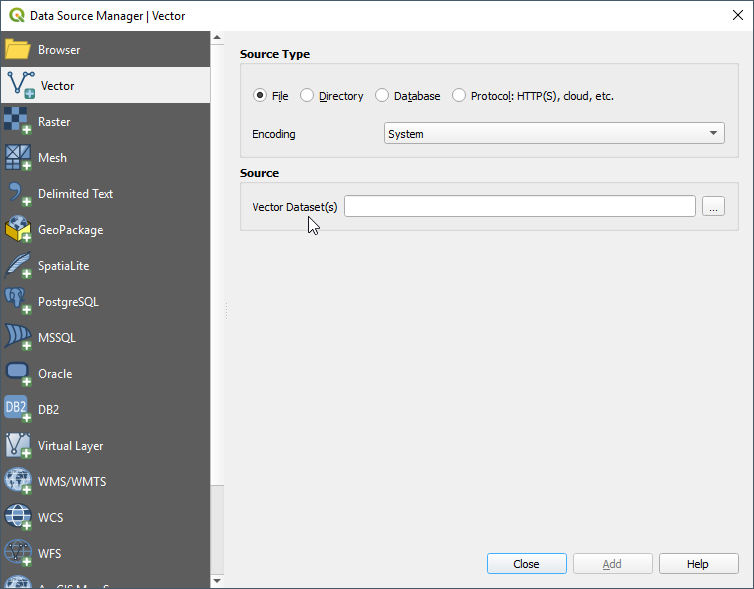 Data Source Manager | Vector
Browser
Vector
Raster
Mesh
Delimited Text
GeoPackage
SpatiaLite
PostgreSQL
MSSQL
Oracle
DB2
DB2
Virtual Layer
WMS/WMTS
WCS
WFS
Source Type
File Directory Database Protocol: HTTP(S), cloud, etc.
Encoding System
Source
Vector Dataset(s) ...
Close Add Help